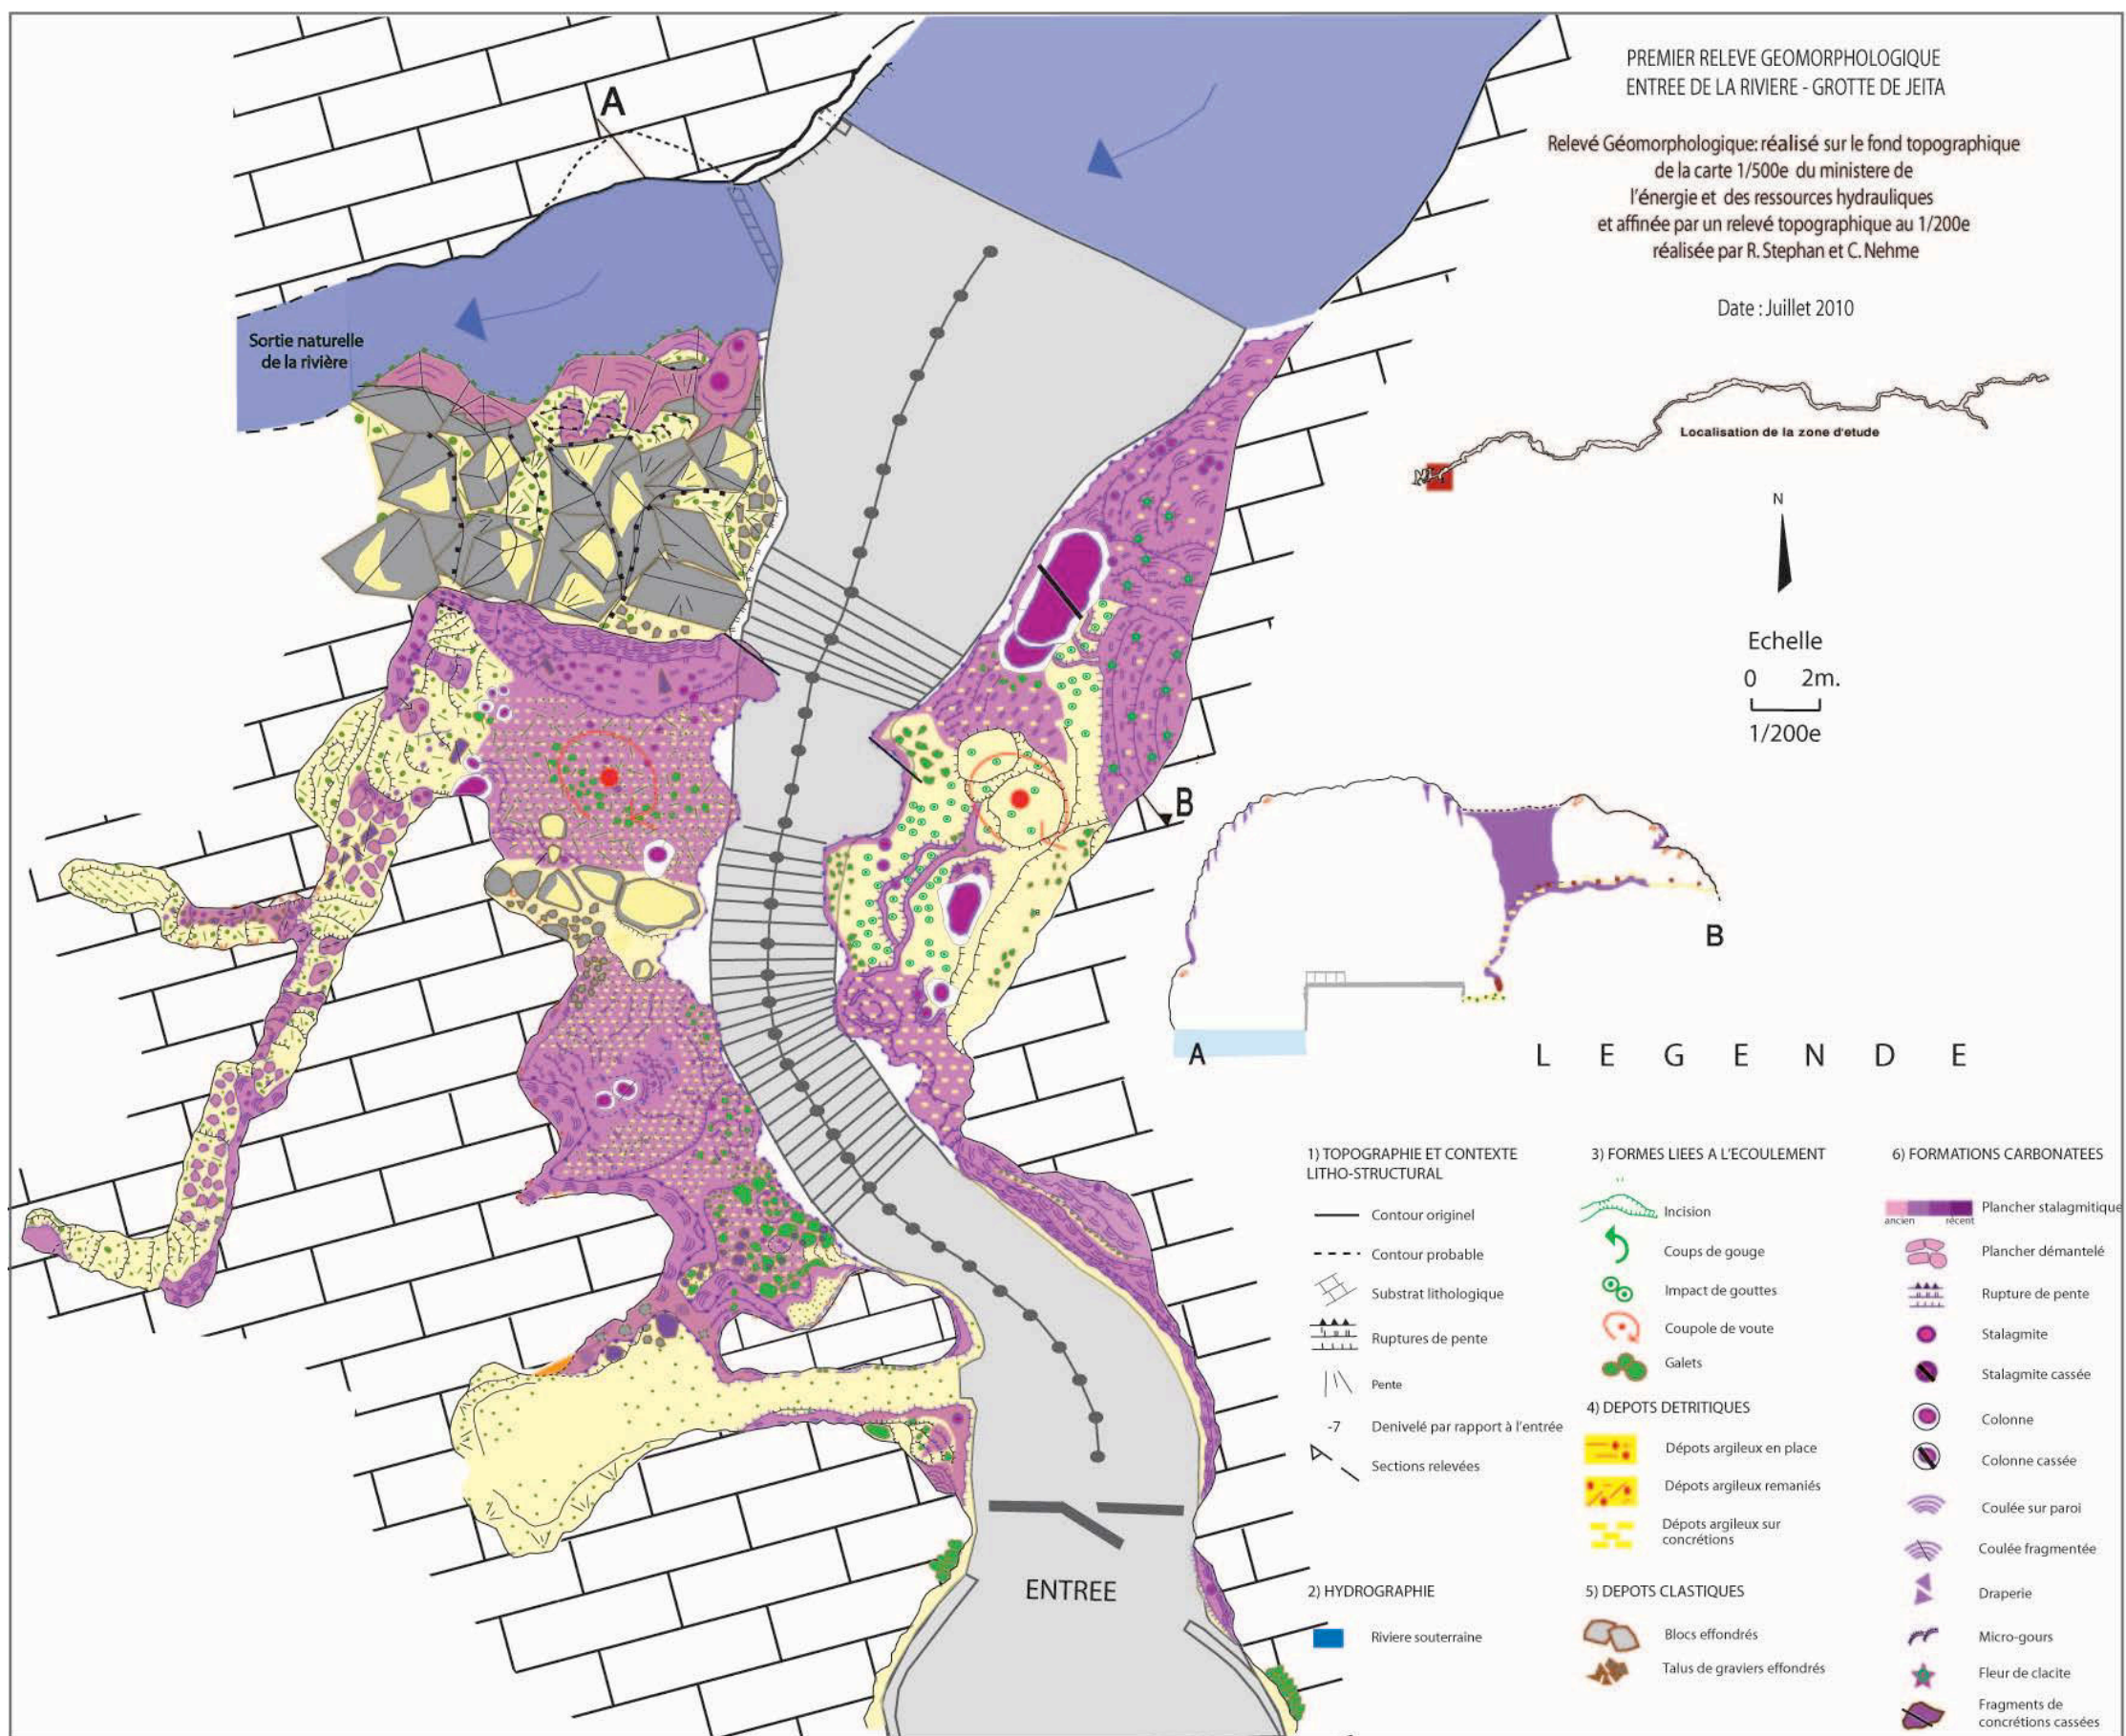 PREMIER RELEVE GEOMORPHOLOGIQUE
ENTREE DE LA RIVIERE - GROTTE DE JEITA
Relevé Géomorphologique: réalisé sur le fond topographique
de la carte 1/500e du ministere de
l'énergie et des ressources hydrauliques
et affinée par un relevé topographique au 1/200e
réalisée par R. Stephan et C. Nehme
Date : Juillet 2010
A
Sortie naturelle
de la rivière
Localisation de la zone d'etude
N
Echelle
0 2m.
1/200e
B
B
A
ENTREE
L E G E N D E
1) TOPOGRAPHIE ET CONTEXTE
LITHO-STRUCTURAL
Contour originel
Contour probable
Substrat lithologique
Ruptures de pente
Pente
-7 Denivelé par rapport à l'entrée
Sections relevées
2) HYDROGRAPHIE
Riviere souterraine
3) FORMES LIEES A L'ECOULEMENT
Incision
Coups de gouge
Impact de gouttes
Coupole de voute
Galets
4) DEPOTS DETRITIQUES
Dépots argileux en place
Dépots argileux remaniés
Dépots argileux sur
concrétions
5) DEPOTS CLASTIQUES
Blocs effondrés
Talus de graviers effondrés
6) FORMATIONS CARBONATEES
Plancher stalagmitique
ancien récent
Plancher démantelé
Rupture de pente
Stalagmite
Stalagmite cassée
Colonne
Colonne cassée
Coulée sur paroi
Coulée fragmentée
Draperie
Micro-gours
Fleur de clacite
Fragments de
concrétions cassées